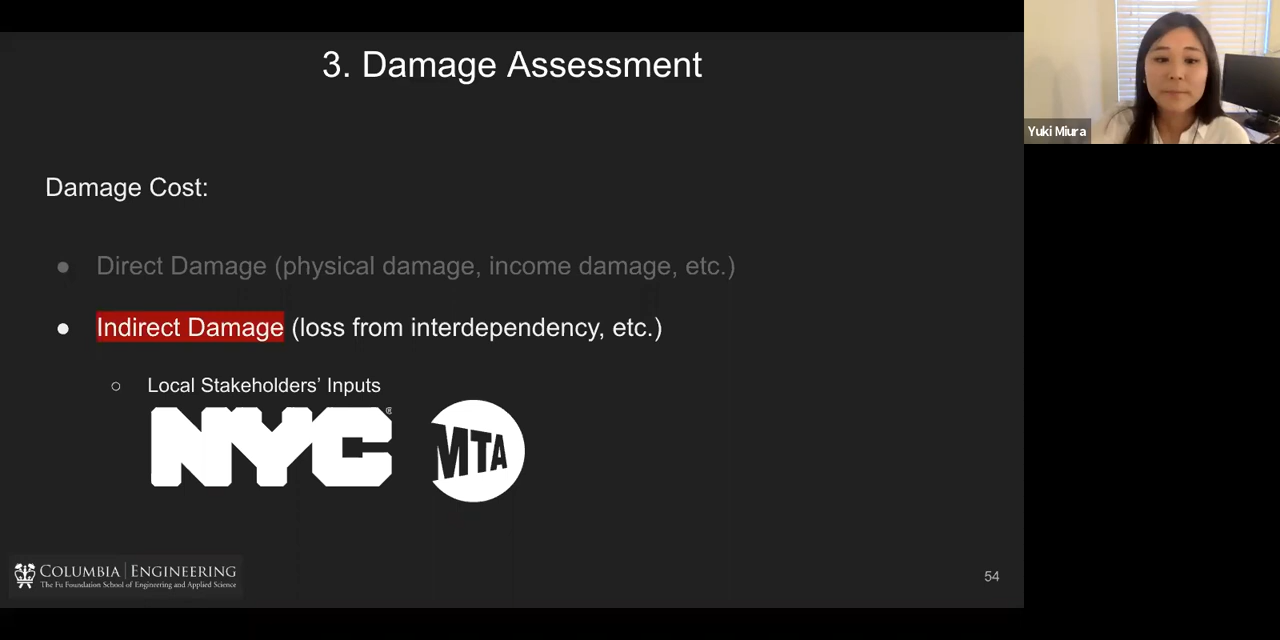 3. Damage Assessment
Yuki Miura
Damage Cost:
● Direct Damage (physical damage, income damage, etc.)
● Indirect Damage (loss from interdependency, etc.)
○ Local Stakeholders' Inputs
NYC®
MTA
COLUMBIA | ENGINEERING
The Fu Foundation School of Engineering and Applied Science
54